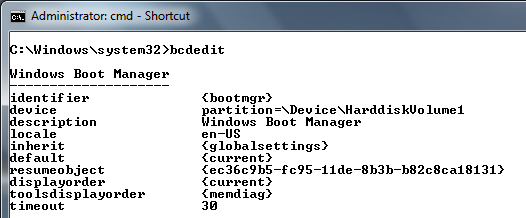 Administrator: cmd - Shortcut
C:\Windows\system32>bcdedit
Windows Boot Manager
--------------------
identifier              {bootmgr}
device                  partition=\Device\HarddiskVolume1
description             Windows Boot Manager
locale                  en-US
inherit                 {globalsettings}
default                 {current}
resumeobject            {ec36c9b5-fc95-11de-8b3b-b82c8ca18131}
displayorder            {current}
toolsdisplayorder       {memdiag}
timeout                 30